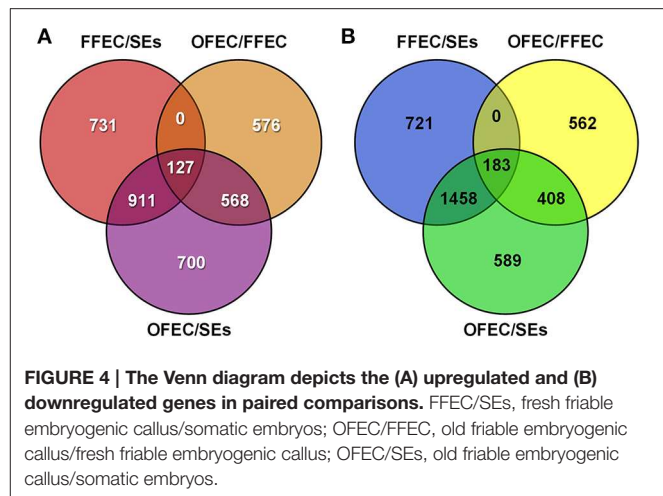 A
B
FFEC/SEs
OFEC/FFEC
FFEC/SEs
OFEC/FFEC
731
0
576
721
0
562
127
183
911
568
1458
408
700
589
OFEC/SEs
OFEC/SEs
FIGURE 4 | The Venn diagram depicts the (A) upregulated and (B)
downregulated genes in paired comparisons. FFEC/SEs, fresh friable
embryogenic callus/somatic embryos; OFEC/FFEC, old friable embryogenic
callus/fresh friable embryogenic callus; OFEC/SEs, old friable embryogenic
callus/somatic embryos.